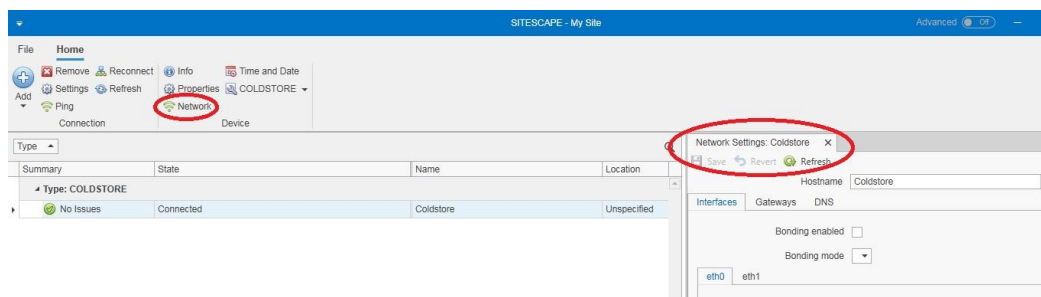 SITESCAPE - My Site
Advanced Off
File Home
Add
Remove Reconnect
Settings Refresh
Ping
Connection
Info Time and Date
Properties COLDSTORE
Network
Device
Type
Summary State Name Location
Type: COLDSTORE
No Issues Connected Coldstore Unspecified
Network Settings: Coldstore X
Save Revert Refresh
Hostname Coldstore
Interfaces Gateways DNS
Bonding enabled
Bonding mode
eth0 eth1